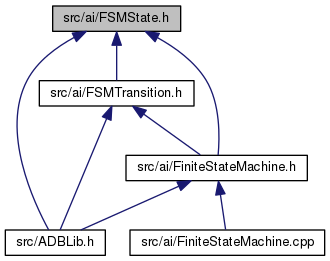 src/ai/FSMState.h
src/ai/FSMTransition.h
src/ai/FiniteStateMachine.h
src/ADBLib.h
src/ai/FiniteStateMachine.cpp